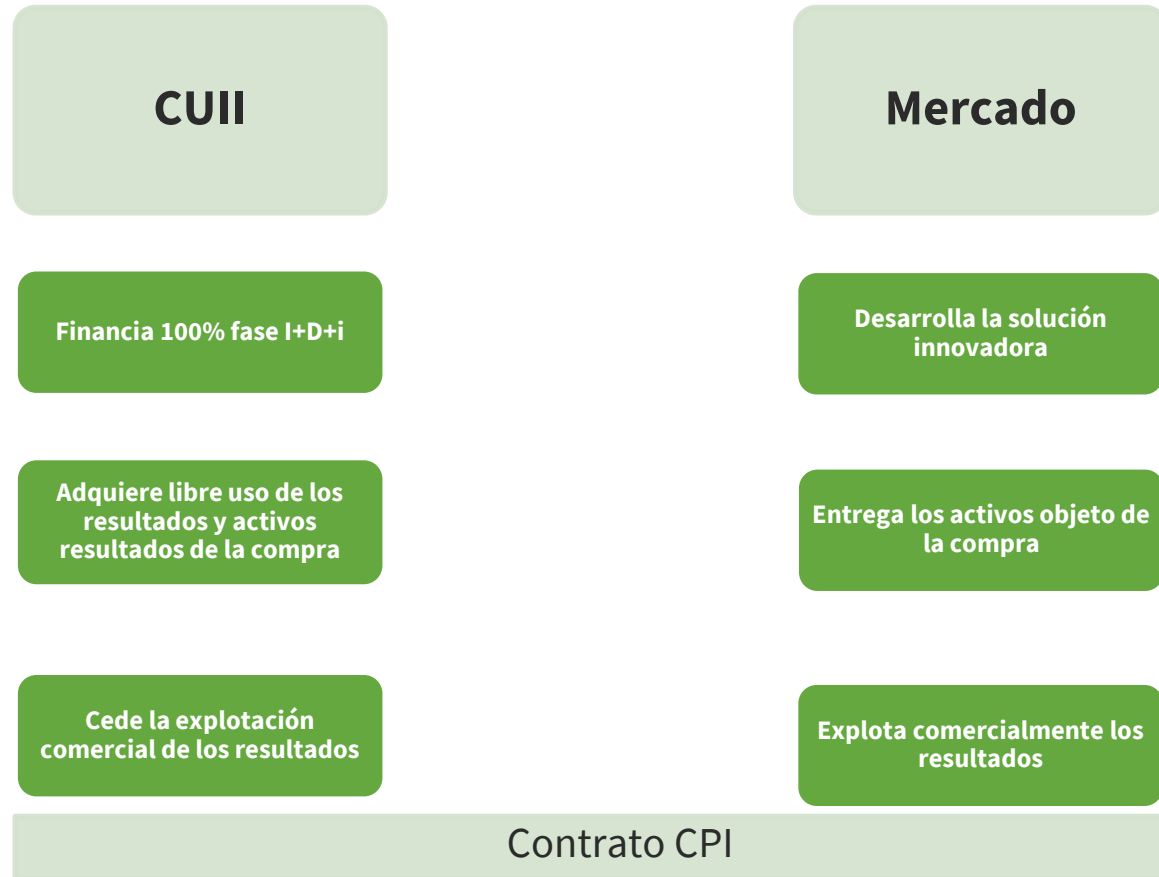 CUII
Mercado
Financia 100% fase I+D+i
Desarrolla la solución
innovadora
Adquiere libre uso de los
resultados y activos
resultados de la compra
Entrega los activos objeto de
la compra
Cede la explotación
comercial de los resultados
Explota comercialmente los
resultados
Contrato CPI